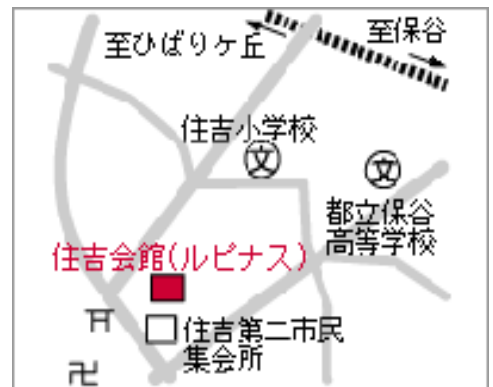 至ひばりヶ丘
至保谷
住吉小学校
文
文
都立保谷
高等学校
住吉会館(ルピナス)
住吉第二市民
集会所